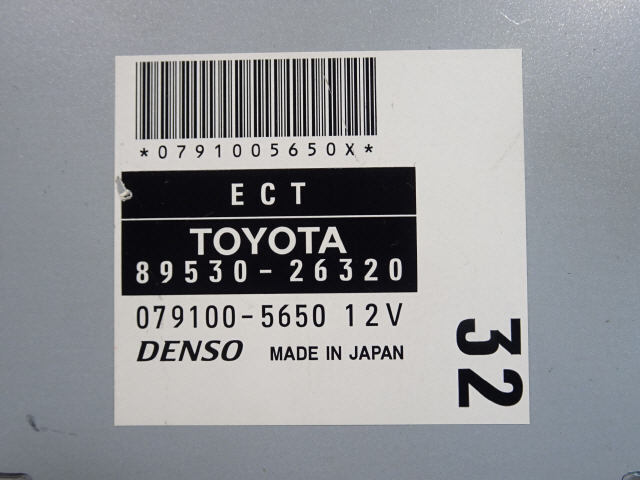 *0791005650X*
ECT
TOYOTA
89530-26320
079100-5650 12V
DENSO MADE IN JAPAN
32